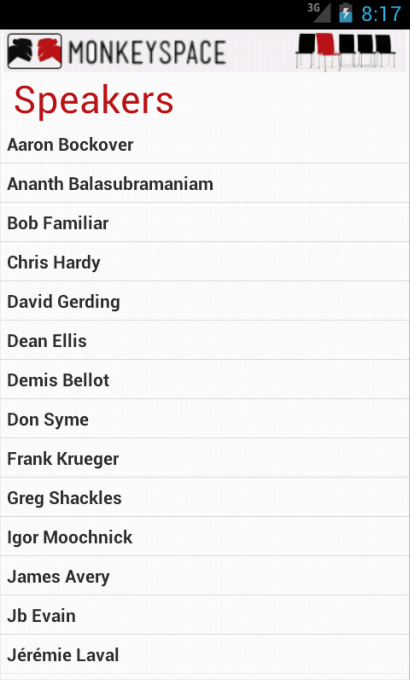 3G 8:17
MONKEYSPACE
Speakers
Aaron Bockover
Ananth Balasubramaniam
Bob Familiar
Chris Hardy
David Gerding
Dean Ellis
Demis Bellot
Don Syme
Frank Krueger
Greg Shackles
Igor Moochnick
James Avery
Jb Evain
Jérémie Laval